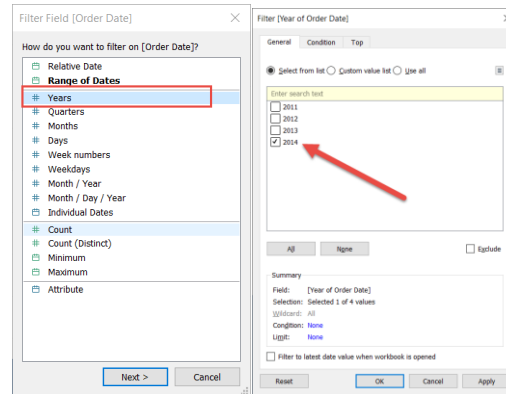 Filter Field [Order Date]
How do you want to filter on [Order Date]?
Relative Date
Range of Dates
# Years
# Quarters
# Months
# Days
# Week numbers
# Weekdays
# Month / Year
# Month / Day / Year
Individual Dates
# Count
# Count (Distinct)
Minimum
Maximum
Attribute
Next >
Cancel
Filter [Year of Order Date]
General Condition Top
Select from list Custom value list Use all
Enter search text
2011
2012
2013
2014
All None Exclude
Summary
Field: [Year of Order Date]
Selection: Selected 1 of 4 values
Wildcard: All
Condition: None
Limit: None
Filter to latest date value when workbook is opened
Reset OK Cancel Apply